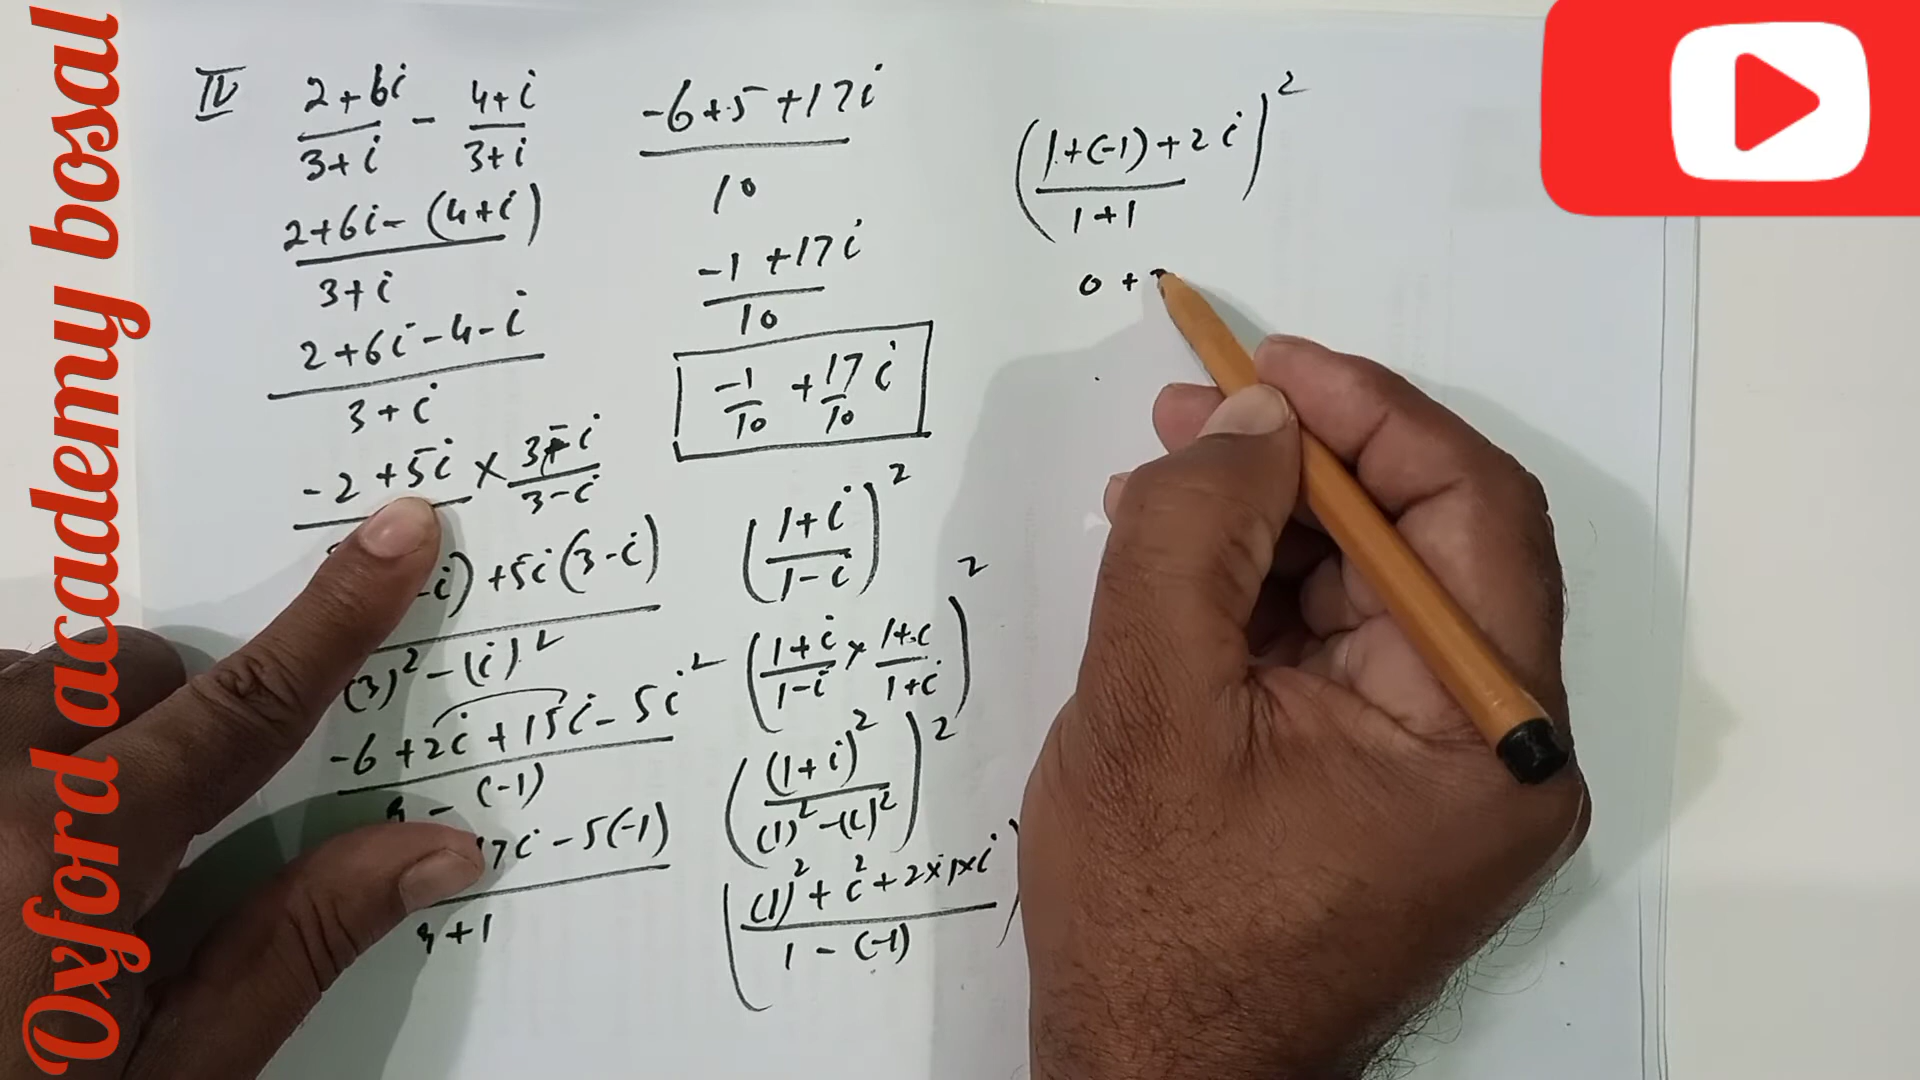 Oxford academy bosal
IV (2+6i)/(3+i) - (4+i)/(3+i)
(2+6i-(4+i))/(3+i)
(2+6i-4-i)/(3+i)
-2+5i × (3-i)/(3-i)
-i)+5i(3-i)
(3)²-(i)²
-6+2i+15i-5i²
9-(-1)
17i-5(-1)
9+1
(-6+5+17i)/10
(-1+17i)/10
-1/10 + 17/10 i
((1+i)/(1-i))²
((1+i)/(1-i) × (1+i)/(1+i))²
((1+i)²/((1)²-(i)²))²
(((1)²+i²+2×1×i)/(1-(-1)))
((1+(-1)+2i)/(1+1))²
0+